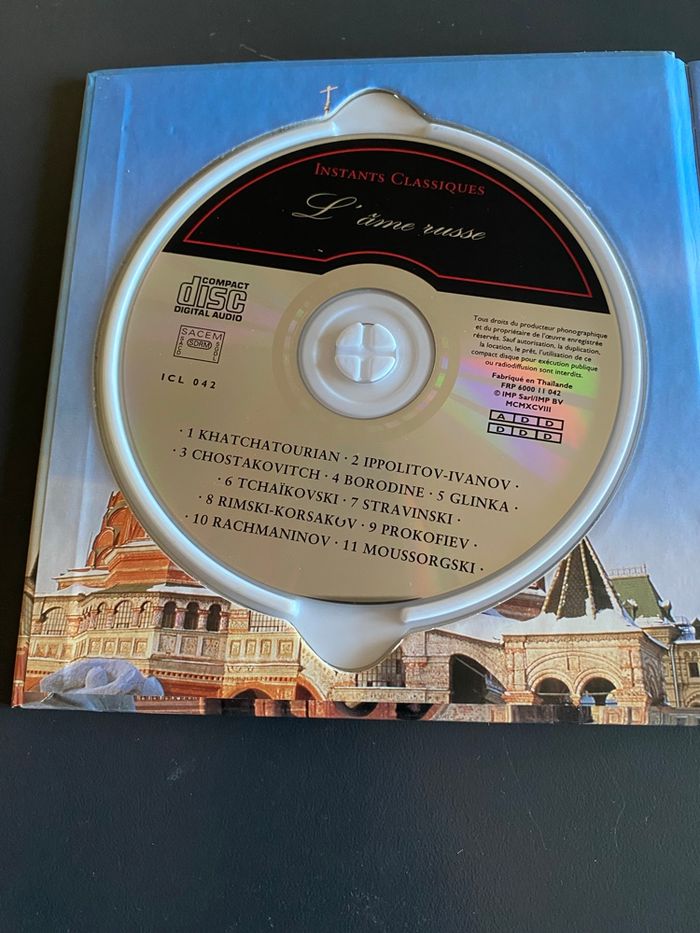 INSTANTS CLASSIQUES
L'âme russe
COMPACT
disc
DIGITAL AUDIO
SACEM
SDRM
SACD
SGDL
ICL 042
Tous droits du producteur phonographique
et du propriétaire de l'œuvre enregistrée
réservés. Sauf autorisation, la duplication,
la location, le prêt, l'utilisation de ce
compact disque pour exécution publique
ou radiodiffusion sont interdits.
Fabriqué en Thaïlande
FRP 6000 11 042
© IMP Sarl/IMP BV
MCMXCVIII
A D D
D D D
· 1 KHATCHATOURIAN · 2 IPPOLITOV-IVANOV ·
· 3 CHOSTAKOVITCH · 4 BORODINE · 5 GLINKA ·
· 6 TCHAÏKOVSKI · 7 STRAVINSKI ·
· 8 RIMSKI-KORSAKOV · 9 PROKOFIEV ·
· 10 RACHMANINOV · 11 MOUSSORGSKI ·